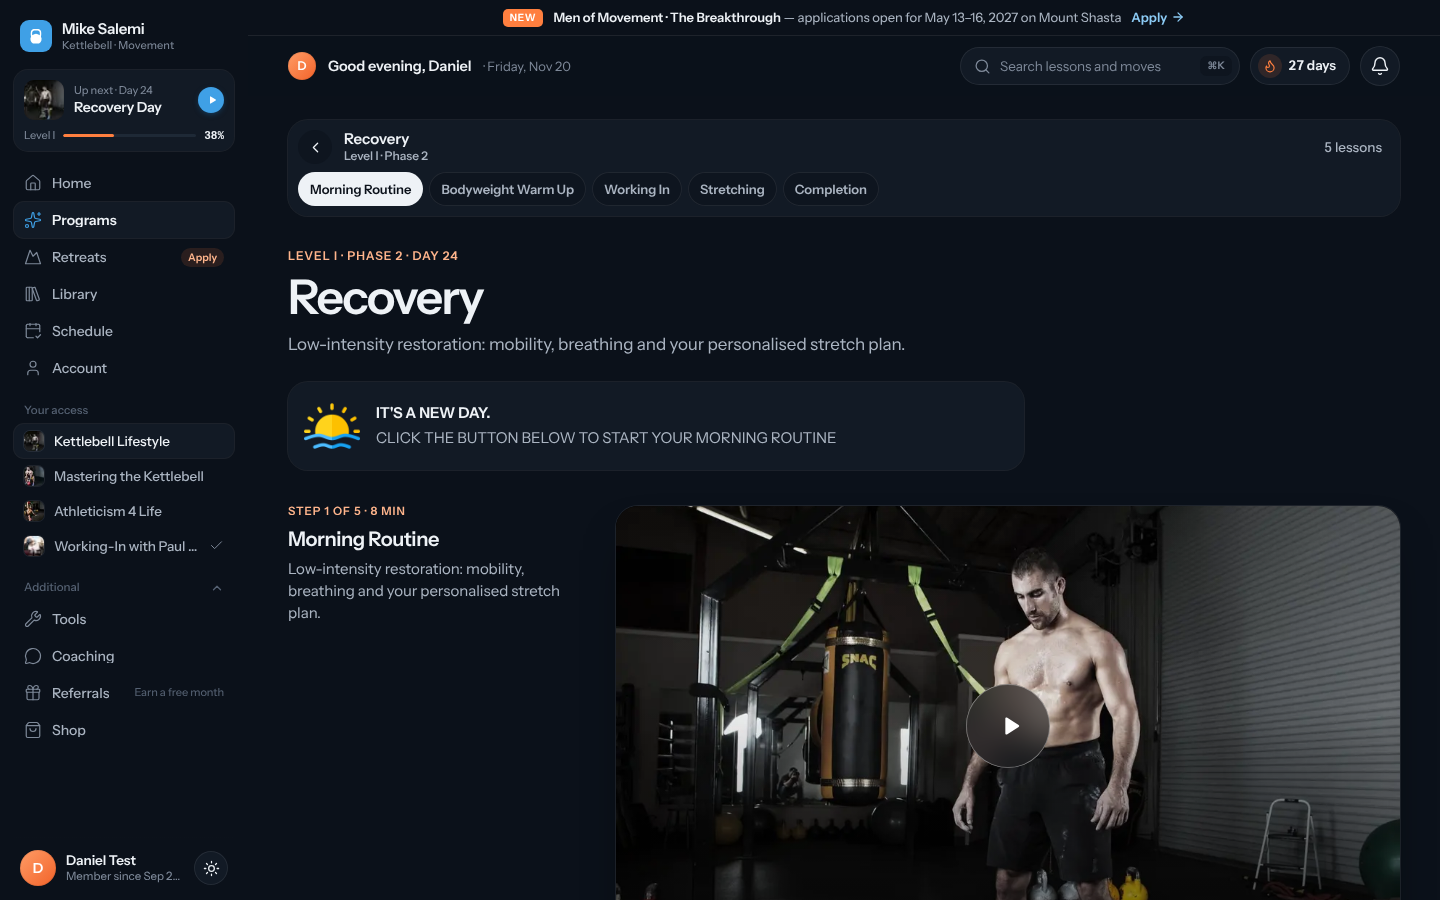 NEW Men of Movement · The Breakthrough — applications open for May 13–16, 2027 on Mount Shasta Apply →
Mike Salemi
Kettlebell · Movement
Up next · Day 24
Recovery Day
Level I 38%
Home
Programs
Retreats Apply
Library
Schedule
Account
Your access
Kettlebell Lifestyle
Mastering the Kettlebell
Athleticism 4 Life
Working-In with Paul ...
Additional
Tools
Coaching
Referrals Earn a free month
Shop
D
Daniel Test
Member since Sep 2...
D Good evening, Daniel · Friday, Nov 20
Search lessons and moves ⌘K
27 days
Recovery
Level I · Phase 2
5 lessons
Morning Routine Bodyweight Warm Up Working In Stretching Completion
LEVEL I · PHASE 2 · DAY 24
Recovery
Low-intensity restoration: mobility, breathing and your personalised stretch plan.
IT'S A NEW DAY.
CLICK THE BUTTON BELOW TO START YOUR MORNING ROUTINE
STEP 1 OF 5 · 8 MIN
Morning Routine
Low-intensity restoration: mobility,
breathing and your personalised stretch
plan.
SNAC